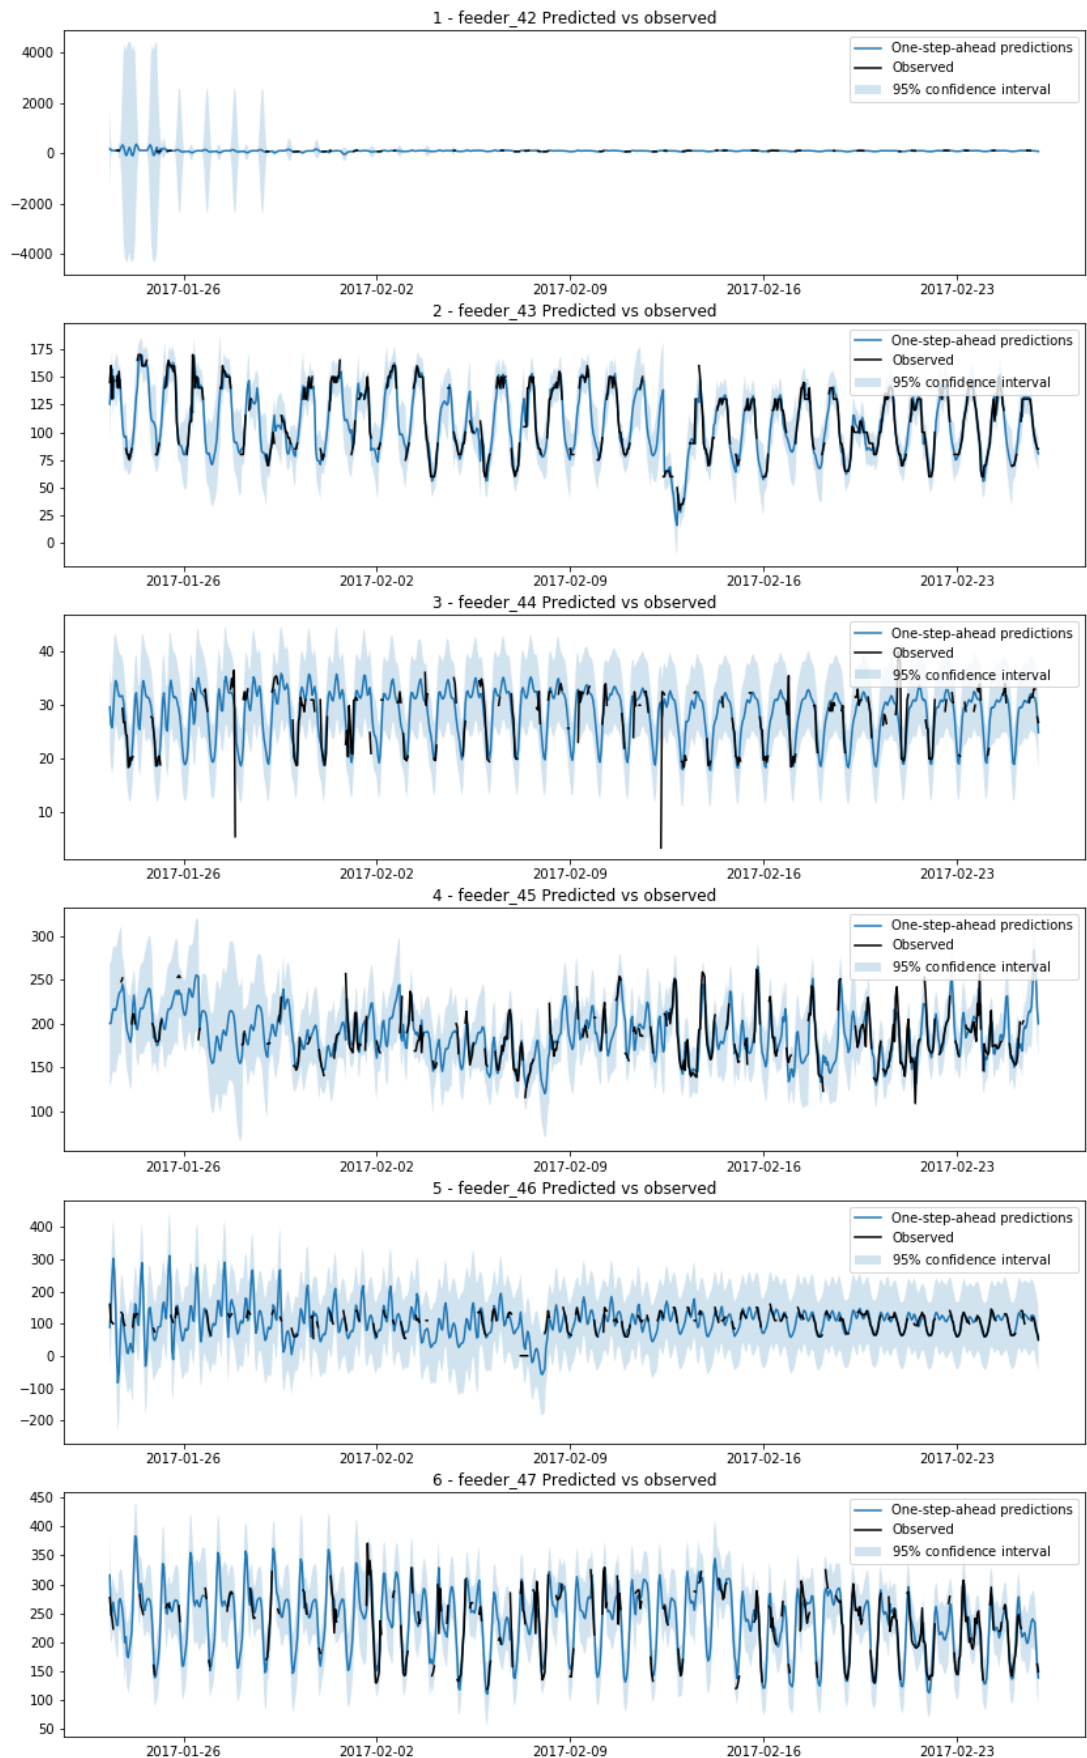 1 - feeder_42 Predicted vs observed
4000
2000
0
−2000
−4000
One-step-ahead predictions
Observed
95% confidence interval
2017-01-26 2017-02-02 2017-02-09 2017-02-16 2017-02-23
2 - feeder_43 Predicted vs observed
175
150
125
100
75
50
25
0
One-step-ahead predictions
Observed
95% confidence interval
2017-01-26 2017-02-02 2017-02-09 2017-02-16 2017-02-23
3 - feeder_44 Predicted vs observed
40
30
20
10
One-step-ahead predictions
Observed
95% confidence interval
2017-01-26 2017-02-02 2017-02-09 2017-02-16 2017-02-23
4 - feeder_45 Predicted vs observed
300
250
200
150
100
One-step-ahead predictions
Observed
95% confidence interval
2017-01-26 2017-02-02 2017-02-09 2017-02-16 2017-02-23
5 - feeder_46 Predicted vs observed
400
300
200
100
0
−100
−200
One-step-ahead predictions
Observed
95% confidence interval
2017-01-26 2017-02-02 2017-02-09 2017-02-16 2017-02-23
6 - feeder_47 Predicted vs observed
450
400
350
300
250
200
150
100
50
One-step-ahead predictions
Observed
95% confidence interval
2017-01-26 2017-02-02 2017-02-09 2017-02-16 2017-02-23